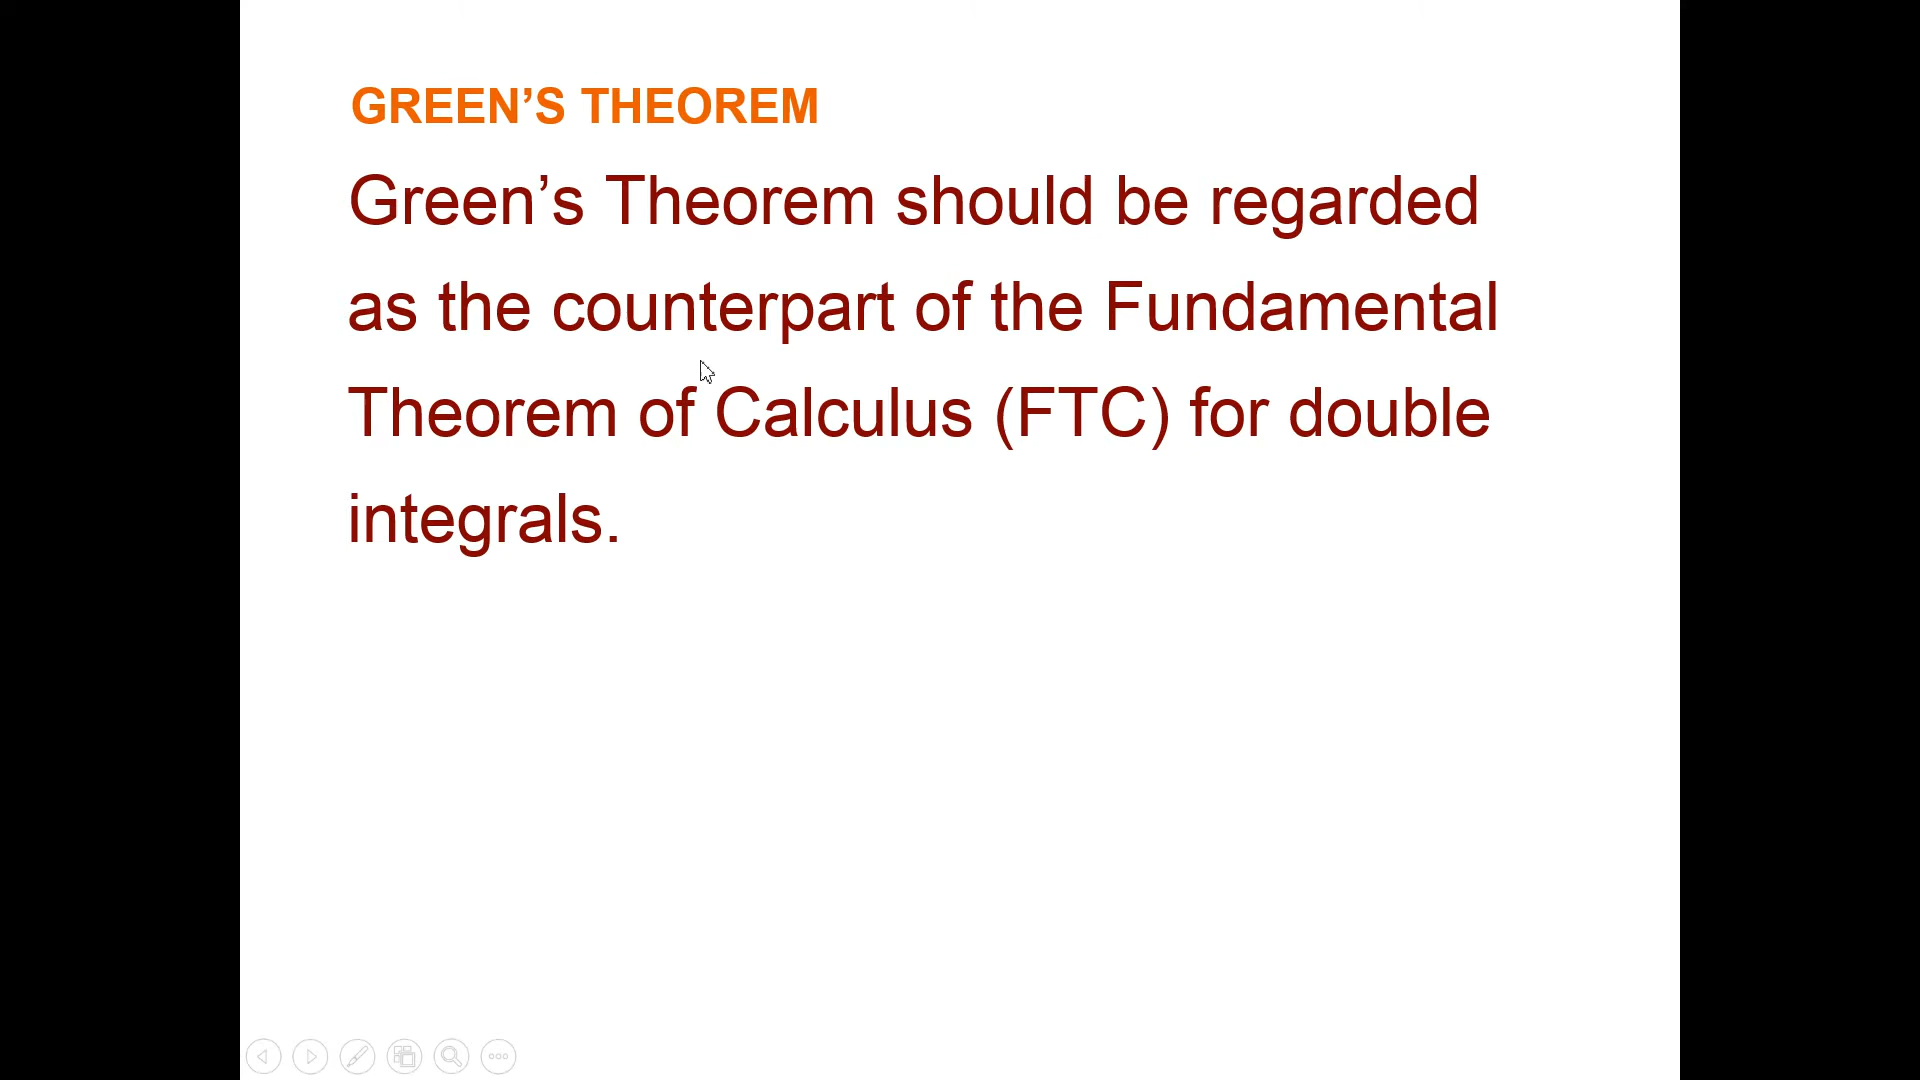 GREEN’S THEOREM
Green’s Theorem should be regarded
as the counterpart of the Fundamental
Theorem of Calculus (FTC) for double
integrals.